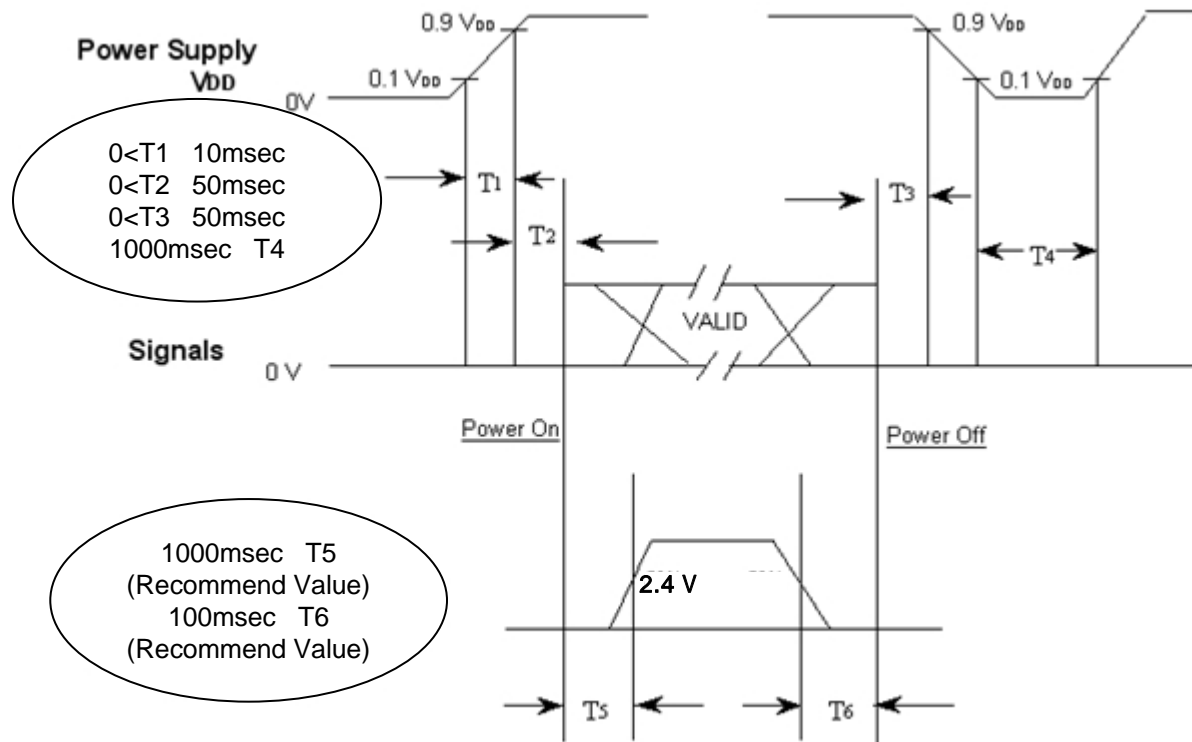 0.9 VDD
0.9 VDD
Power Supply
VDD
0.1 VDD
0.1 VDD
0V
0<T1 10msec
0<T2 50msec
0<T3 50msec
1000msec T4
T1
T3
T2
T4
VALID
Signals
0 V
Power On
Power Off
1000msec T5
(Recommend Value)
100msec T6
(Recommend Value)
2.4 V
T5
T6